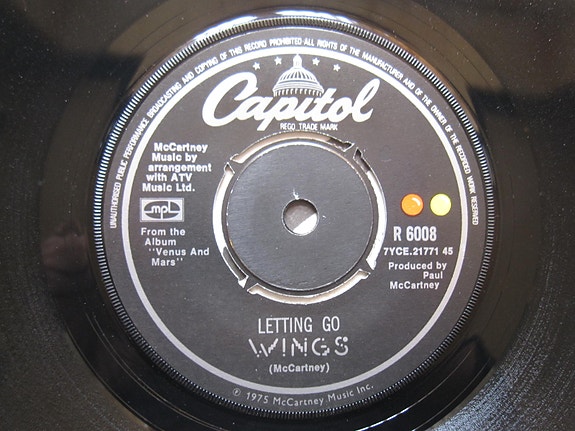 UNAUTHORISED PUBLIC PERFORMANCE BROADCASTING AND COPYING OF THIS RECORD PROHIBITED·ALL RIGHTS OF THE MANUFACTURER AND OF THE OWNER OF THE RECORDED WORK RESERVED
Capitol
REGD. TRADE MARK
McCartney
Music by
arrangement
with ATV
Music Ltd.
mpl
From the
Album
"Venus And
Mars"
R 6008
7YCE.21771 45
Produced by
Paul
McCartney
LETTING GO
WINGS
(McCartney)
℗ 1975 McCartney Music Inc.